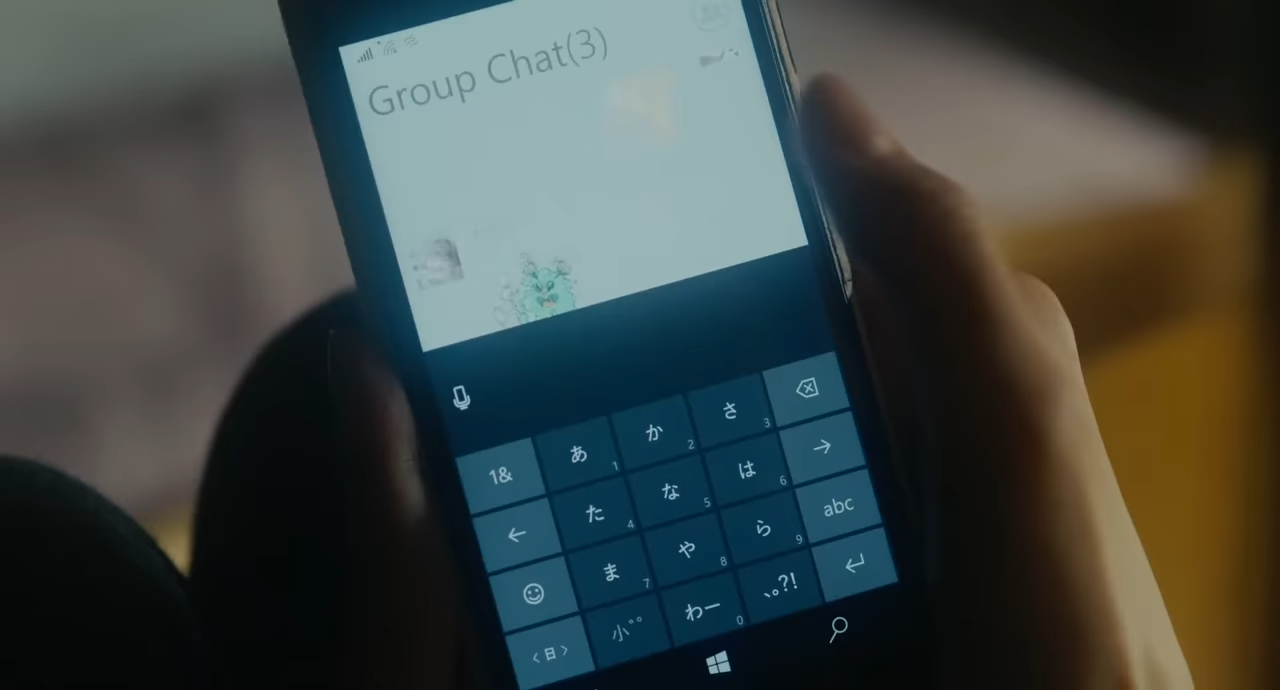 Group Chat(3)
1& あ1 か2 さ3
← た4 な5 は6 →
ま7 や8 ら9 abc
〈日〉 小゛゜ わー0 、。?!